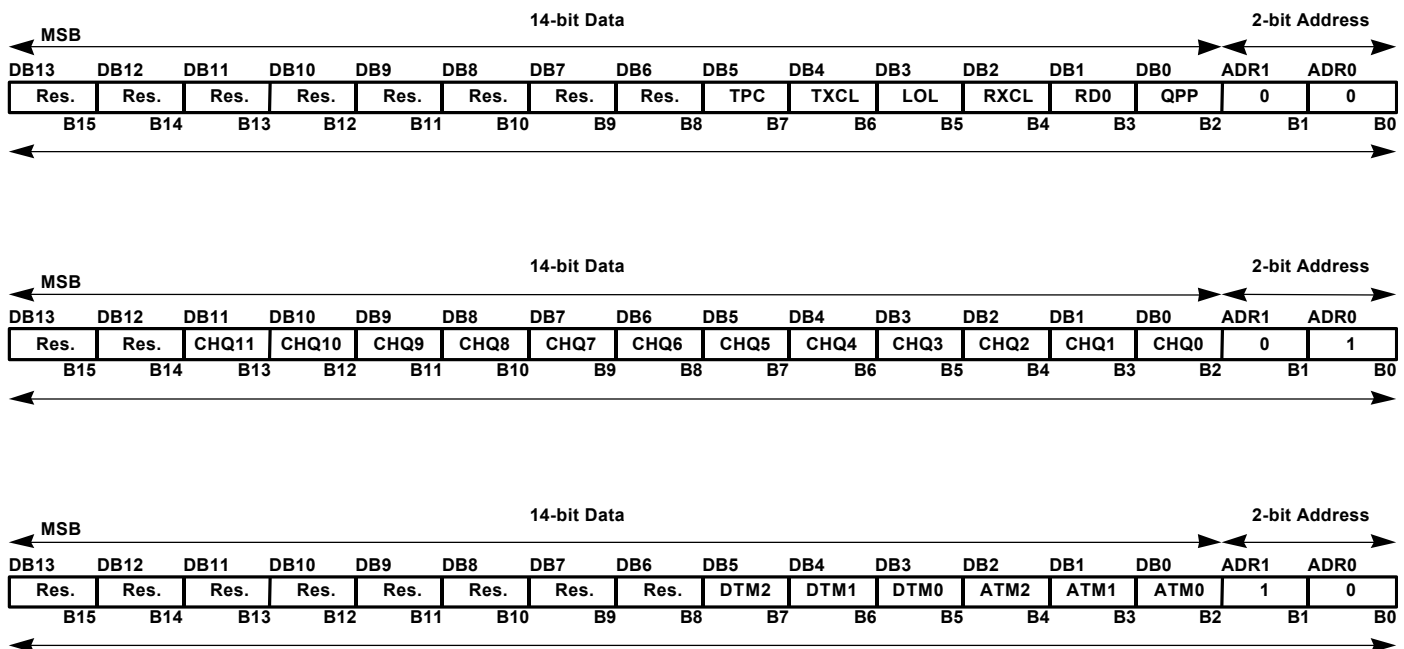 14-bit Data 2-bit Address
MSB
DB13 DB12 DB11 DB10 DB9 DB8 DB7 DB6 DB5 DB4 DB3 DB2 DB1 DB0 ADR1 ADR0
Res. Res. Res. Res. Res. Res. Res. Res. TPC TXCL LOL RXCL RD0 QPP 0 0
B15 B14 B13 B12 B11 B10 B9 B8 B7 B6 B5 B4 B3 B2 B1 B0
14-bit Data 2-bit Address
MSB
DB13 DB12 DB11 DB10 DB9 DB8 DB7 DB6 DB5 DB4 DB3 DB2 DB1 DB0 ADR1 ADR0
Res. Res. CHQ11 CHQ10 CHQ9 CHQ8 CHQ7 CHQ6 CHQ5 CHQ4 CHQ3 CHQ2 CHQ1 CHQ0 0 1
B15 B14 B13 B12 B11 B10 B9 B8 B7 B6 B5 B4 B3 B2 B1 B0
14-bit Data 2-bit Address
MSB
DB13 DB12 DB11 DB10 DB9 DB8 DB7 DB6 DB5 DB4 DB3 DB2 DB1 DB0 ADR1 ADR0
Res. Res. Res. Res. Res. Res. Res. Res. DTM2 DTM1 DTM0 ATM2 ATM1 ATM0 1 0
B15 B14 B13 B12 B11 B10 B9 B8 B7 B6 B5 B4 B3 B2 B1 B0